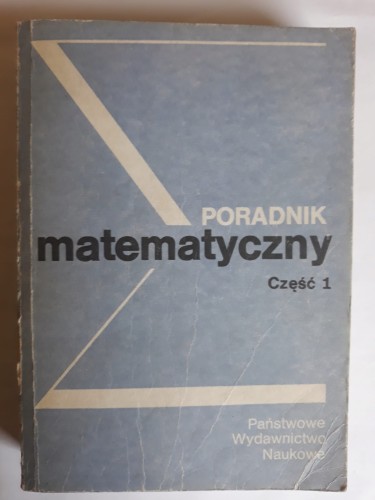 PORADNIK
matematyczny
Część 1
Państwowe
Wydawnictwo
Naukowe